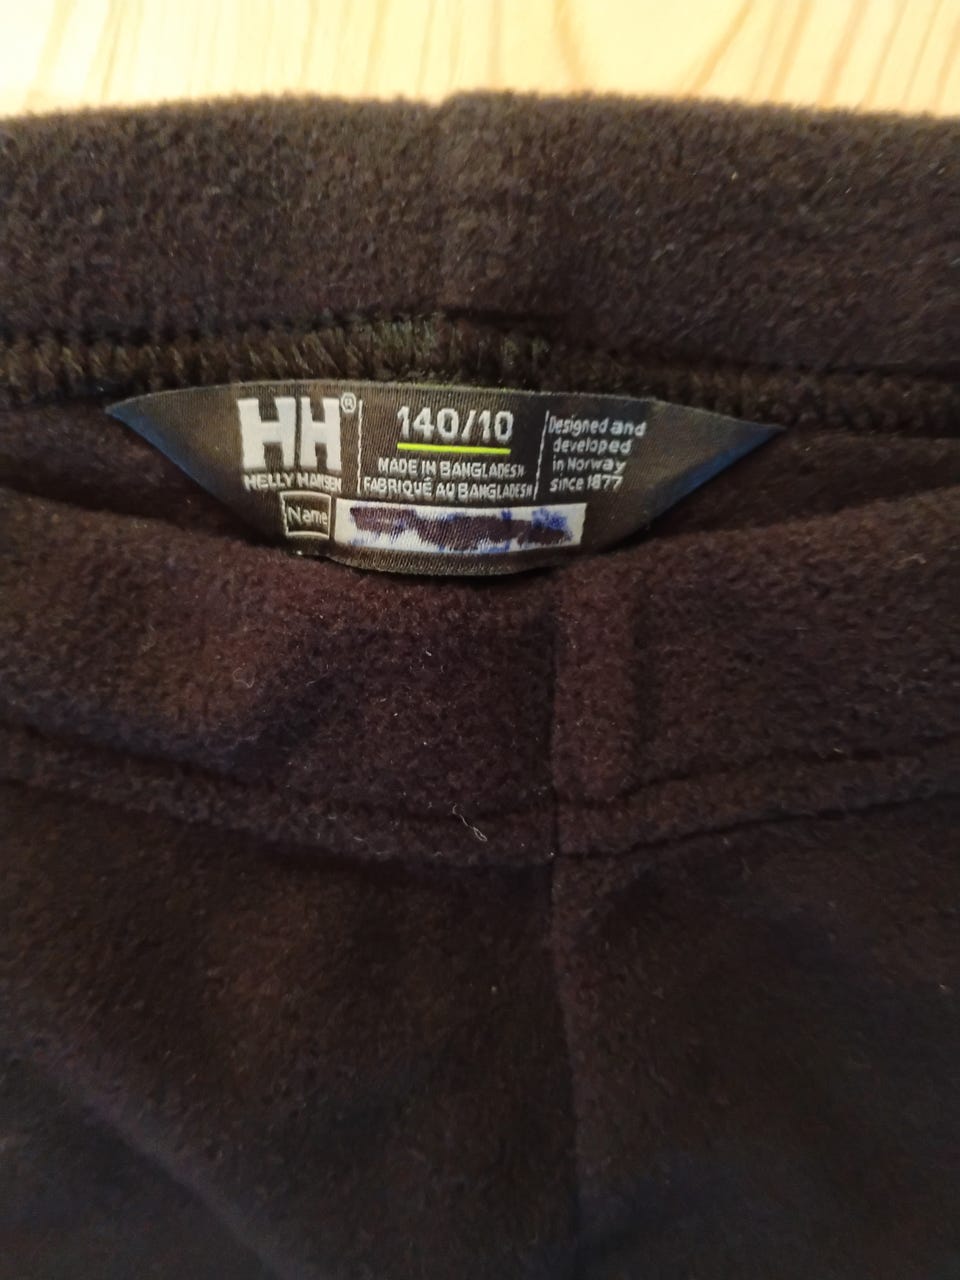 HH®
HELLY HANSEN
140/10
MADE IN BANGLADESH
FABRIQUÉ AU BANGLADESH
Designed and
developed
in Norway
since 1877
Name